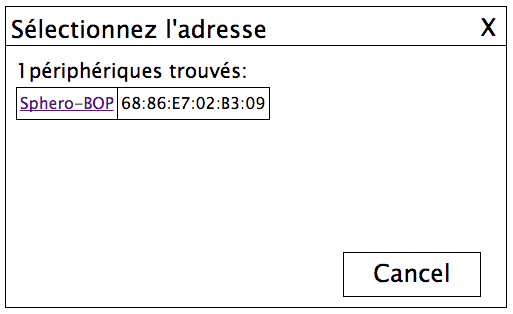 Sélectionnez l'adresse X
1périphériques trouvés:
Sphero-BOP 68:86:E7:02:B3:09
Cancel